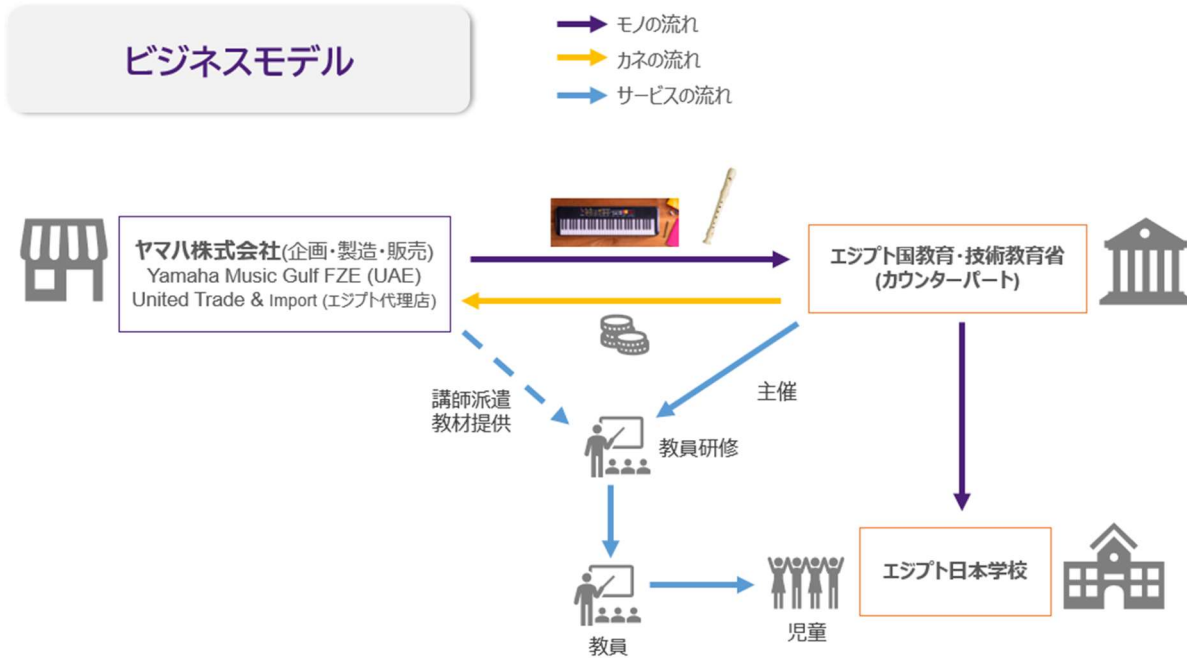 ビジネスモデル
モノの流れ
カネの流れ
サービスの流れ
ヤマハ株式会社(企画・製造・販売)
Yamaha Music Gulf FZE (UAE)
United Trade & Import (エジプト代理店)
エジプト国教育・技術教育省
(カウンターパート)
講師派遣
教材提供
主催
教員研修
エジプト日本学校
教員
児童